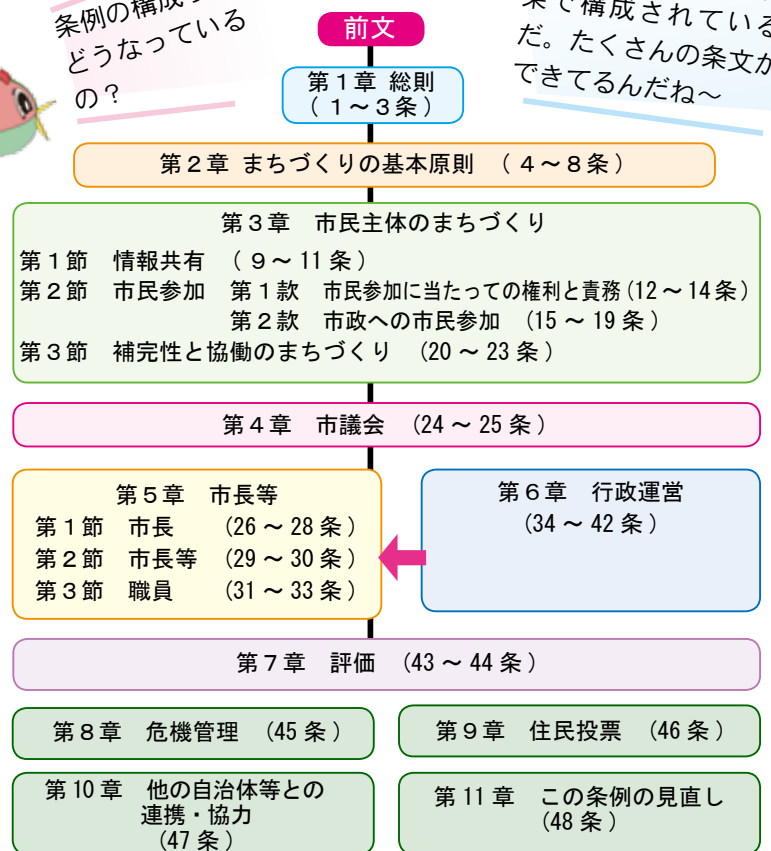 条例の構成って
どうなっている
の？
前文
で構成されている
だ。たくさんの条文が
できてるんだね～
第１章 総則
（１～３条）
第２章 まちづくりの基本原則 （４～８条）
第３章 市民主体のまちづくり
第１節 情報共有 （９～11条）
第２節 市民参加 第１款 市民参加に当たっての権利と責務（12～14条）
第２款 市政への市民参加 （15～19条）
第３節 補完性と協働のまちづくり （20～23条）
第４章 市議会 （24～25条）
第５章 市長等
第１節 市長 （26～28条）
第２節 市長等 （29～30条）
第３節 職員 （31～33条）
第６章 行政運営
（34～42条）
第７章 評価 （43～44条）
第８章 危機管理 （45条）
第９章 住民投票 （46条）
第10章 他の自治体等との
連携・協力
（47条）
第11章 この条例の見直し
（48条）